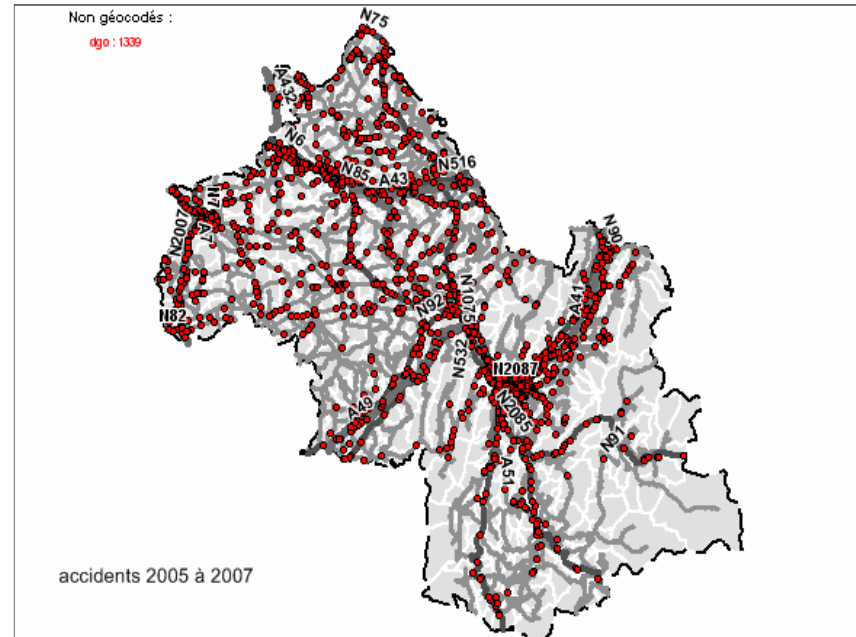 Non géocodés :
dgo : 1339
N75
A432
N6
N85
A43
N516
N7
A7
N2007
N82
N90
A41
N1075
N92
N532
N2087
N2085
A49
A51
N91
accidents 2005 à 2007